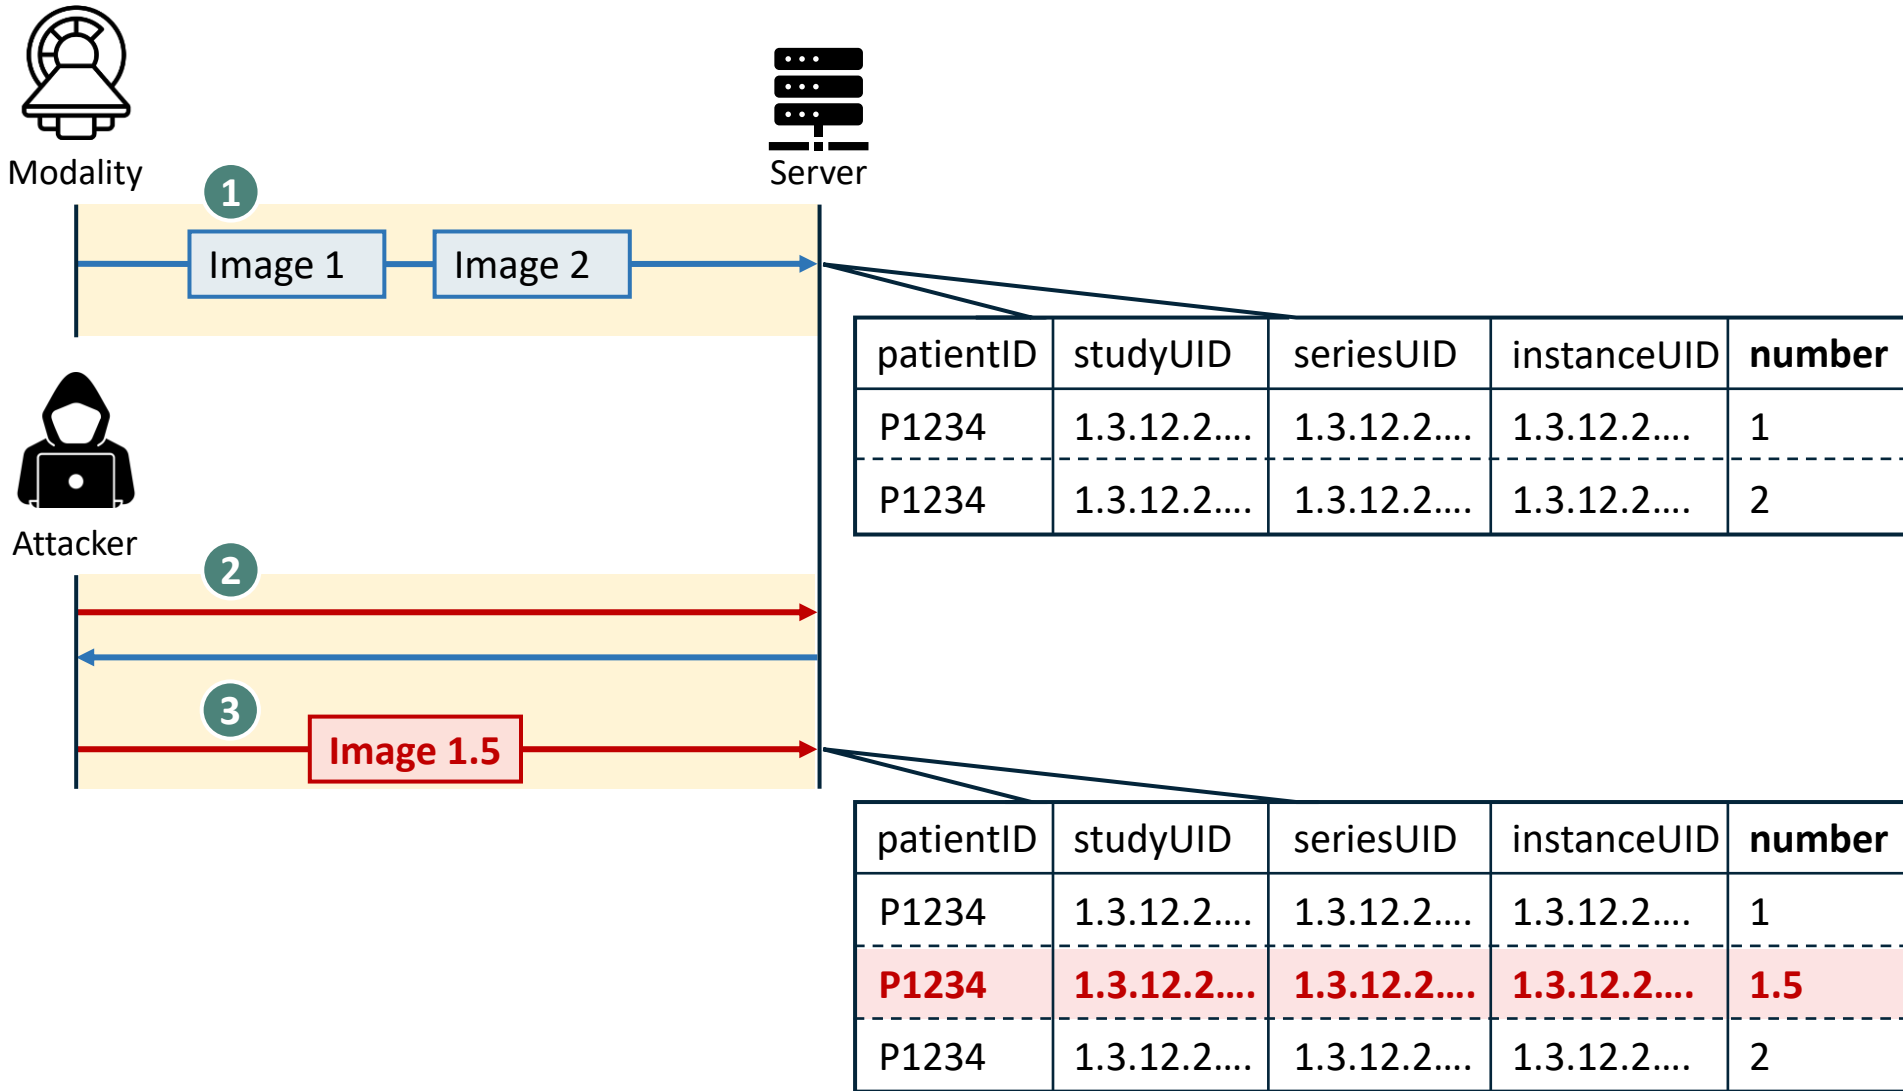 Modality
Server
1
Image 1
Image 2
patientID studyUID seriesUID instanceUID number
P1234 1.3.12.2.... 1.3.12.2.... 1.3.12.2.... 1
P1234 1.3.12.2.... 1.3.12.2.... 1.3.12.2.... 2
Attacker
2
3
Image 1.5
patientID studyUID seriesUID instanceUID number
P1234 1.3.12.2.... 1.3.12.2.... 1.3.12.2.... 1
P1234 1.3.12.2.... 1.3.12.2.... 1.3.12.2.... 1.5
P1234 1.3.12.2.... 1.3.12.2.... 1.3.12.2.... 2